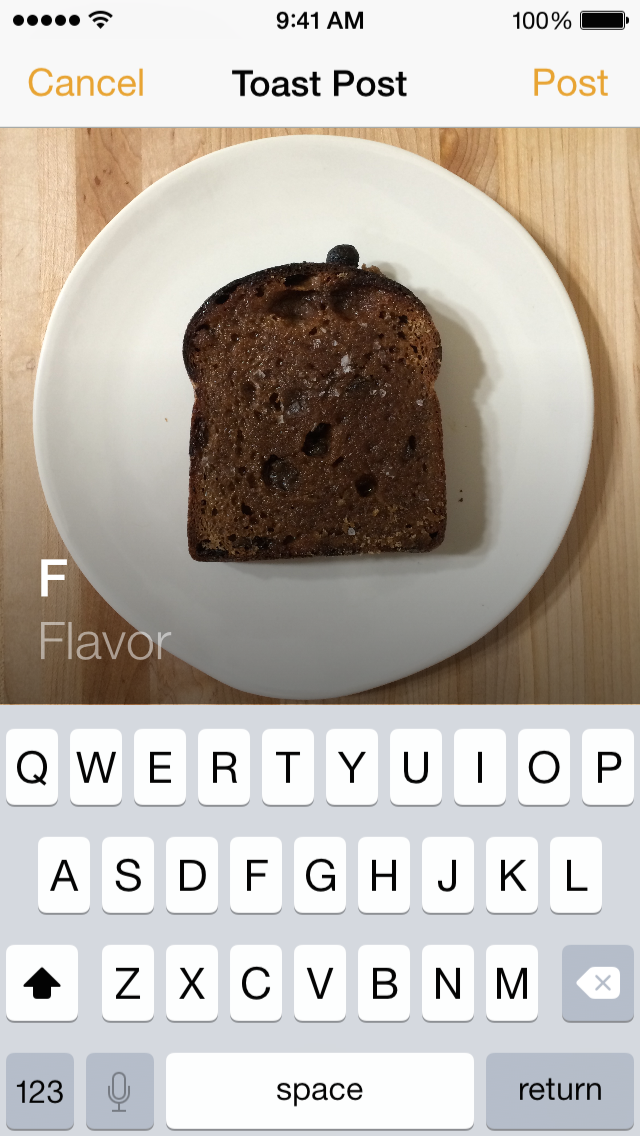 9:41 AM 100%
Cancel Toast Post Post
F
Flavor
Q W E R T Y U I O P
A S D F G H J K L
Z X C V B N M
123 space return